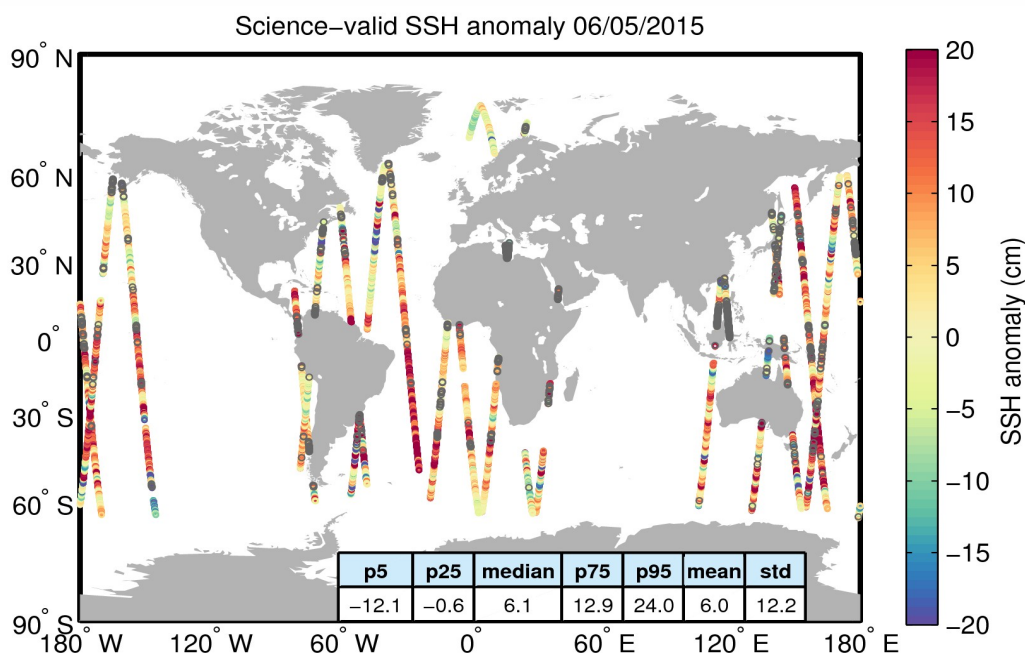 Science−valid SSH anomaly 06/05/2015
90° N
60° N
30° N
0°
30° S
60° S
90° S
180° W
120° W
60° W
0°
60° E
120° E
180° E
p5 p25 median p75 p95 mean std
−12.1 −0.6 6.1 12.9 24.0 6.0 12.2
20
15
10
5
0
−5
−10
−15
−20
SSH anomaly (cm)